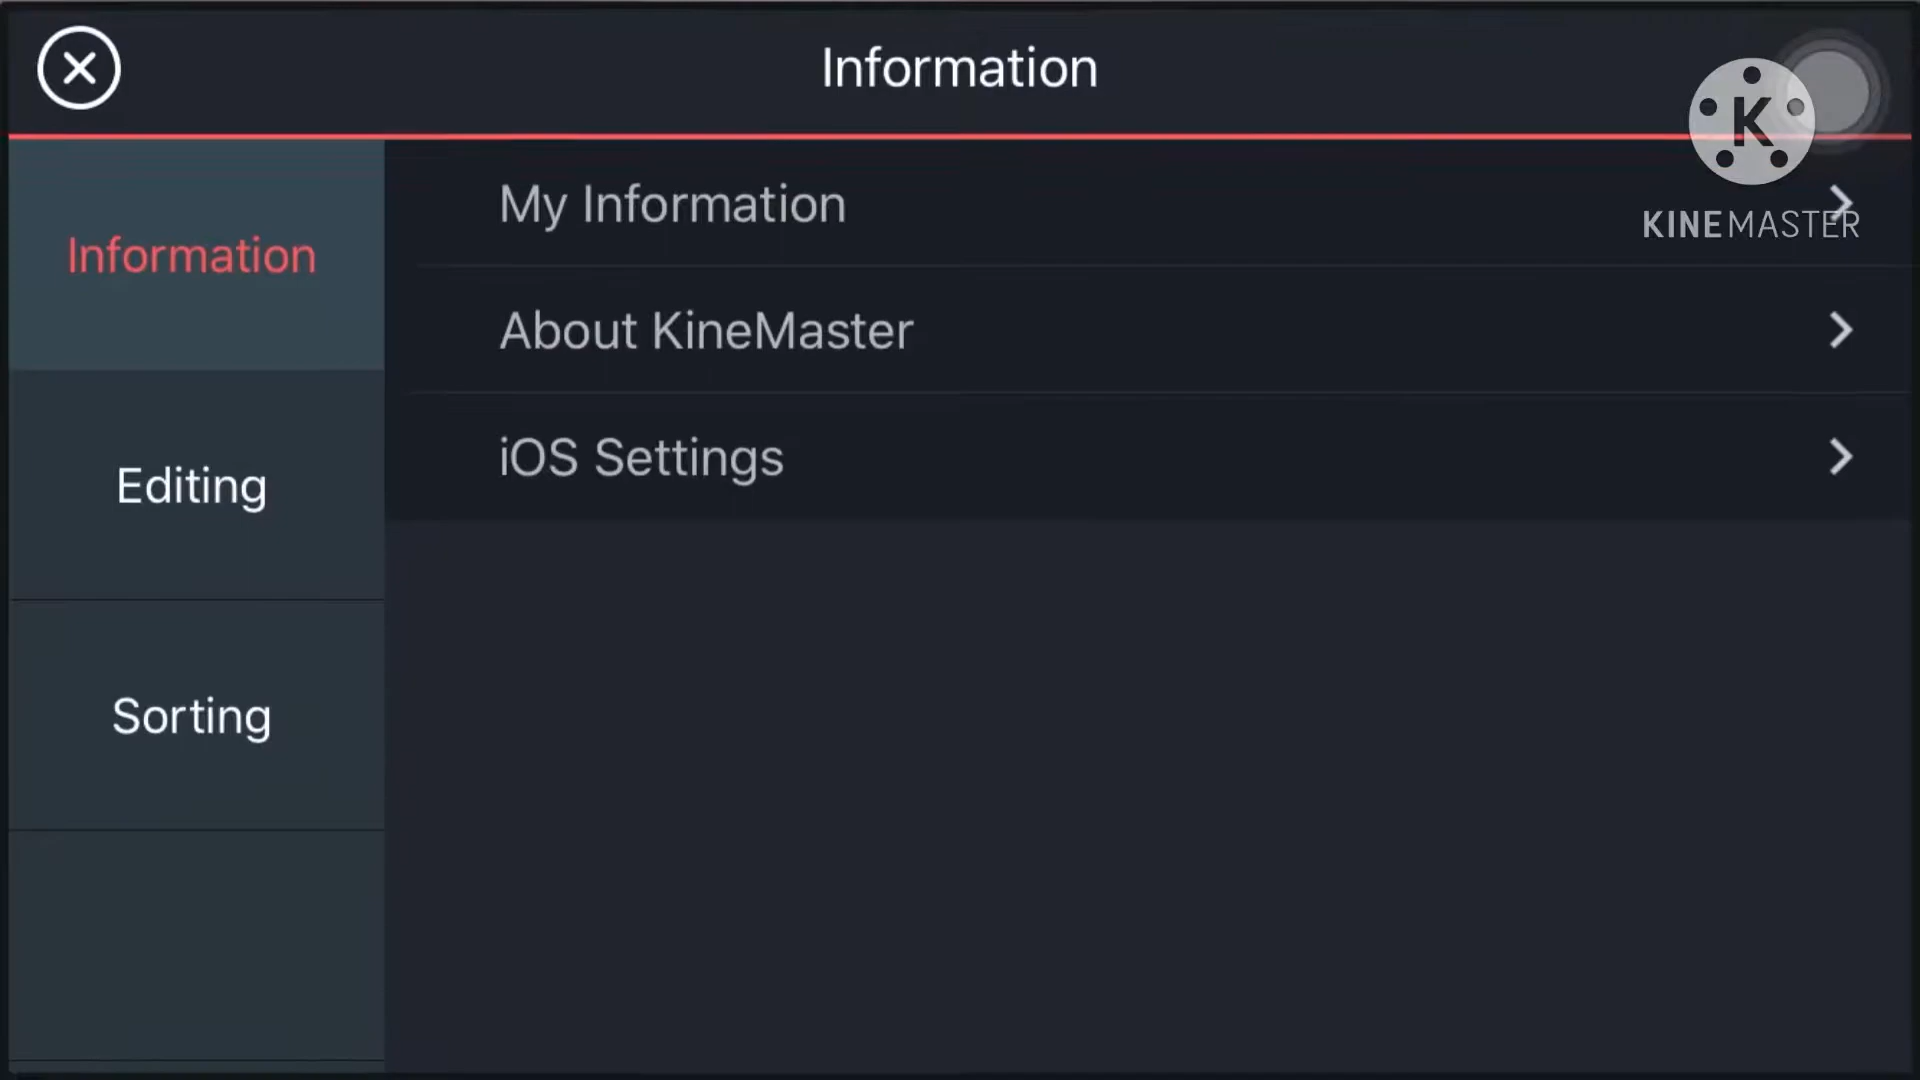 Information
K
KINEMASTER
Information
Editing
Sorting
My Information
About KineMaster
iOS Settings